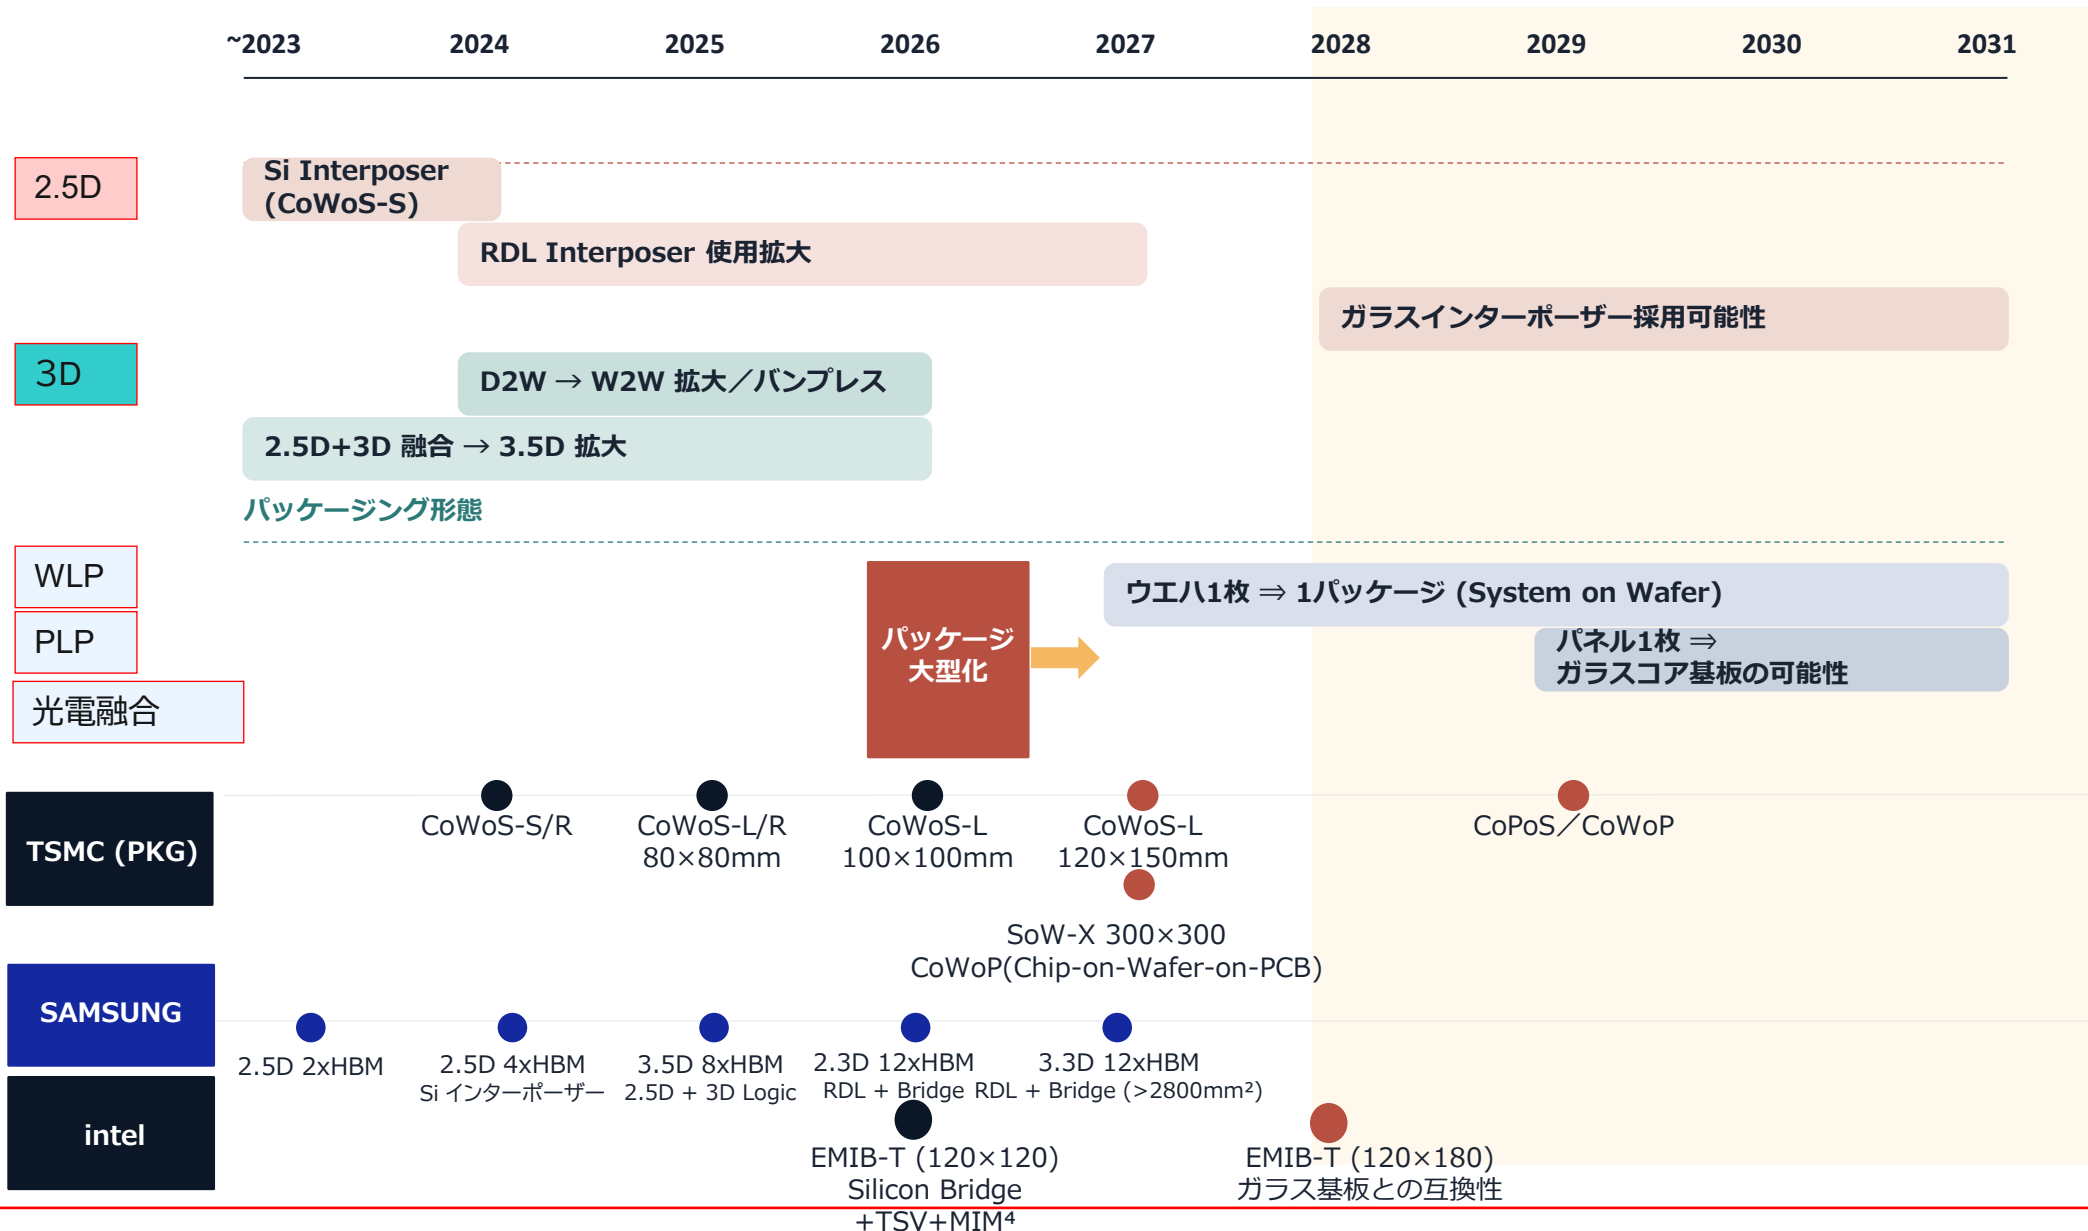 ~2023 2024 2025 2026 2027 2028 2029 2030 2031
2.5D
Si Interposer
(CoWoS-S)
RDL Interposer 使用拡大
ガラスインターポーザー採用可能性
3D
D2W → W2W 拡大／バンプレス
2.5D+3D 融合 → 3.5D 拡大
パッケージング形態
WLP
PLP
光電融合
パッケージ
大型化
ウエハ1枚 ⇒ 1パッケージ (System on Wafer)
パネル1枚 ⇒
ガラスコア基板の可能性
TSMC (PKG)
CoWoS-S/R
CoWoS-L/R
80×80mm
CoWoS-L
100×100mm
CoWoS-L
120×150mm
CoPoS／CoWoP
SoW-X 300×300
CoWoP(Chip-on-Wafer-on-PCB)
SAMSUNG
2.5D 2xHBM
2.5D 4xHBM
Si インターポーザー
3.5D 8xHBM
2.5D + 3D Logic
2.3D 12xHBM
RDL + Bridge
3.3D 12xHBM
RDL + Bridge (>2800mm²)
intel
EMIB-T (120×120)
Silicon Bridge
+TSV+MIM⁴
EMIB-T (120×180)
ガラス基板との互換性